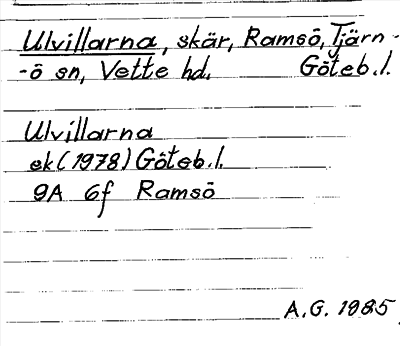 Ulvillarna, skär, Ramsö, Tjärn-
-ö sn, Vette hd. Göteb.l.
Ulvillarna
ek (1978) Göteb.l.
9A 6f Ramsö
A.G. 1985